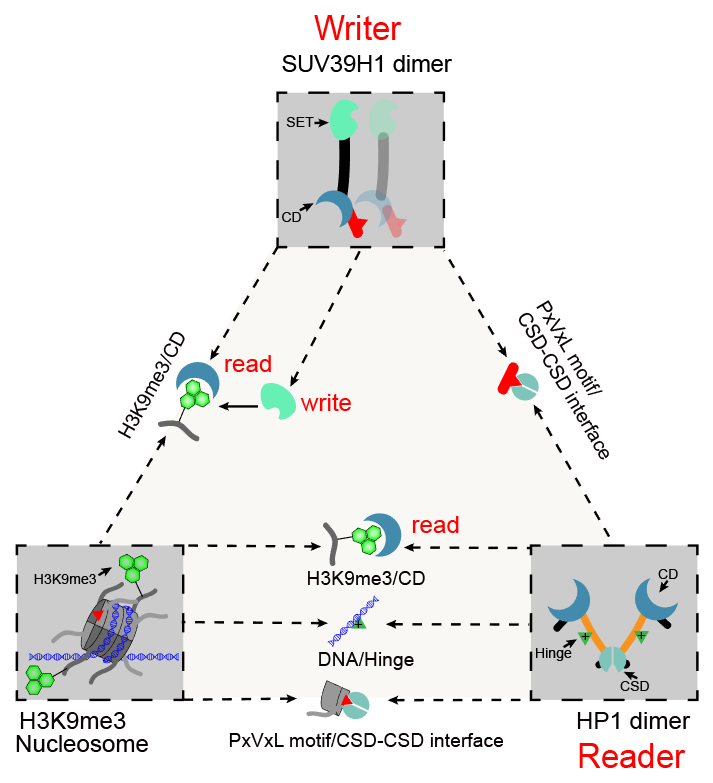 Writer
SUV39H1 dimer
SET
CD
PxVxL motif/
CSD-CSD interface
H3K9me3/CD
read
write
read
H3K9me3/CD
H3K9me3
DNA/Hinge
CD
+
+
+
Hinge
CSD
H3K9me3
Nucleosome
PxVxL motif/CSD-CSD interface
HP1 dimer
Reader